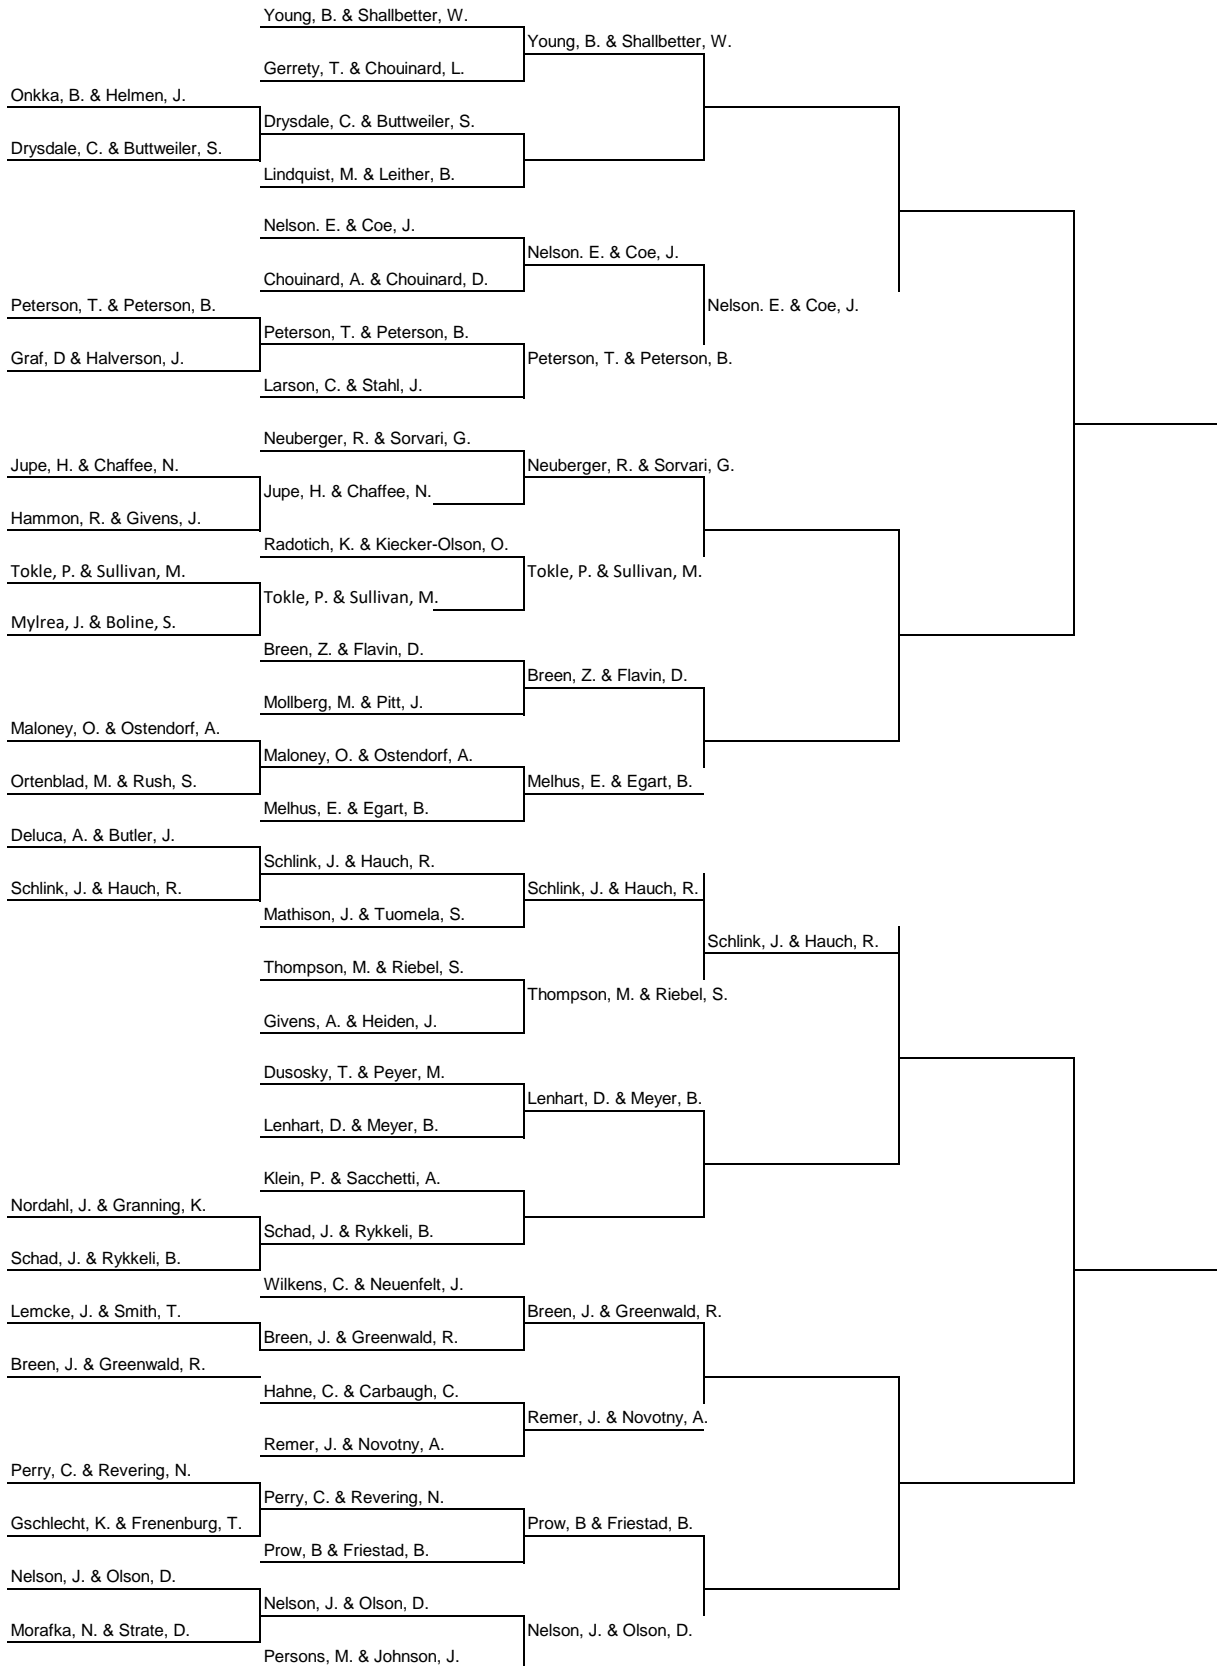 Young, B. & Shallbetter, W.
Young, B. & Shallbetter, W.
Gerrety, T. & Chouinard, L.
Onkka, B. & Helmen, J.
Drysdale, C. & Buttweiler, S.
Drysdale, C. & Buttweiler, S.
Lindquist, M. & Leither, B.
Nelson. E. & Coe, J.
Nelson. E. & Coe, J.
Chouinard, A. & Chouinard, D.
Peterson, T. & Peterson, B.
Nelson. E. & Coe, J.
Peterson, T. & Peterson, B.
Graf, D & Halverson, J.
Peterson, T. & Peterson, B.
Larson, C. & Stahl, J.
Neuberger, R. & Sorvari, G.
Jupe, H. & Chaffee, N.
Neuberger, R. & Sorvari, G.
Jupe, H. & Chaffee, N.
Hammon, R. & Givens, J.
Radotich, K. & Kiecker-Olson, O.
Tokle, P. & Sullivan, M.
Tokle, P. & Sullivan, M.
Tokle, P. & Sullivan, M.
Mylrea, J. & Boline, S.
Breen, Z. & Flavin, D.
Breen, Z. & Flavin, D.
Mollberg, M. & Pitt, J.
Maloney, O. & Ostendorf, A.
Maloney, O. & Ostendorf, A.
Ortenblad, M. & Rush, S.
Melhus, E. & Egart, B.
Melhus, E. & Egart, B.
Deluca, A. & Butler, J.
Schlink, J. & Hauch, R.
Schlink, J. & Hauch, R.
Schlink, J. & Hauch, R.
Mathison, J. & Tuomela, S.
Schlink, J. & Hauch, R.
Thompson, M. & Riebel, S.
Thompson, M. & Riebel, S.
Givens, A. & Heiden, J.
Dusosky, T. & Peyer, M.
Lenhart, D. & Meyer, B.
Lenhart, D. & Meyer, B.
Klein, P. & Sacchetti, A.
Nordahl, J. & Granning, K.
Schad, J. & Rykkeli, B.
Schad, J. & Rykkeli, B.
Wilkens, C. & Neuenfelt, J.
Lemcke, J. & Smith, T.
Breen, J. & Greenwald, R.
Breen, J. & Greenwald, R.
Breen, J. & Greenwald, R.
Hahne, C. & Carbaugh, C.
Remer, J. & Novotny, A.
Remer, J. & Novotny, A.
Perry, C. & Revering, N.
Perry, C. & Revering, N.
Gschlecht, K. & Frenenburg, T.
Prow, B & Friestad, B.
Prow, B & Friestad, B.
Nelson, J. & Olson, D.
Nelson, J. & Olson, D.
Morafka, N. & Strate, D.
Nelson, J. & Olson, D.
Persons, M. & Johnson, J.